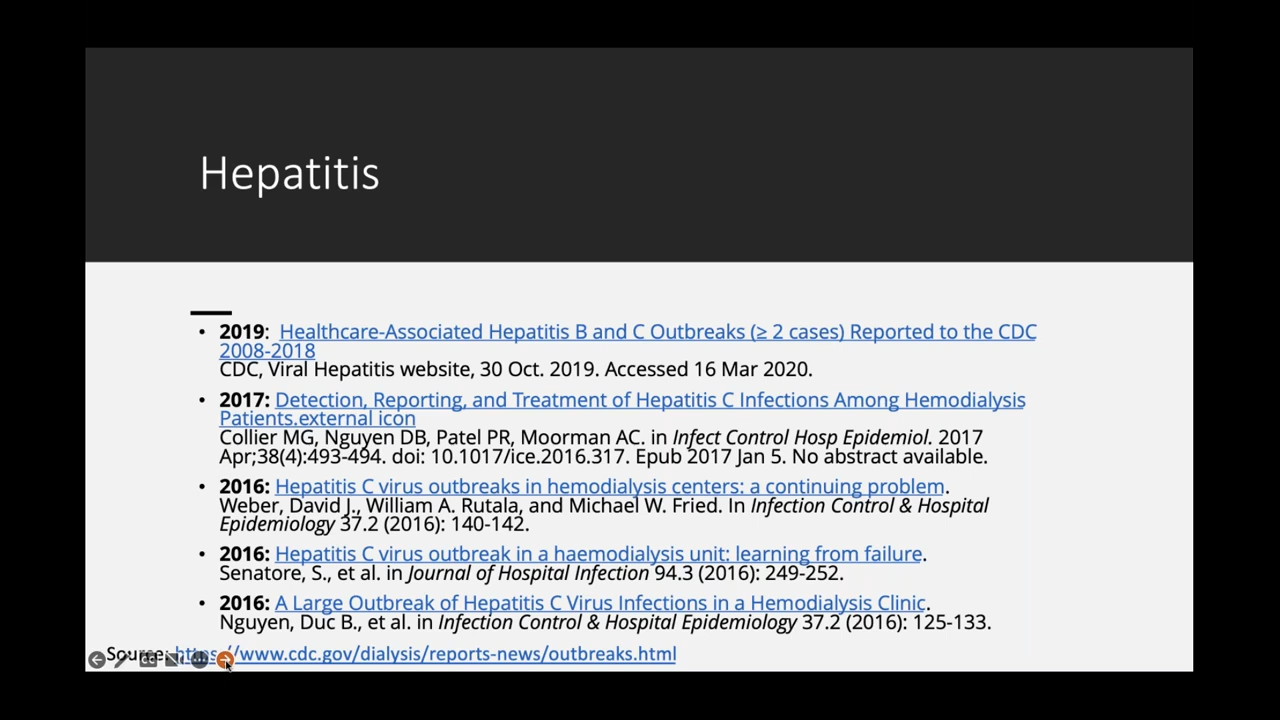 Hepatitis
• 2019:  Healthcare-Associated Hepatitis B and C Outbreaks (≥ 2 cases) Reported to the CDC
2008-2018
CDC, Viral Hepatitis website, 30 Oct. 2019. Accessed 16 Mar 2020.
• 2017: Detection, Reporting, and Treatment of Hepatitis C Infections Among Hemodialysis
Patients.external icon
Collier MG, Nguyen DB, Patel PR, Moorman AC. in Infect Control Hosp Epidemiol. 2017
Apr;38(4):493-494. doi: 10.1017/ice.2016.317. Epub 2017 Jan 5. No abstract available.
• 2016: Hepatitis C virus outbreaks in hemodialysis centers: a continuing problem.
Weber, David J., William A. Rutala, and Michael W. Fried. In Infection Control & Hospital
Epidemiology 37.2 (2016): 140-142.
• 2016: Hepatitis C virus outbreak in a haemodialysis unit: learning from failure.
Senatore, S., et al. in Journal of Hospital Infection 94.3 (2016): 249-252.
• 2016: A Large Outbreak of Hepatitis C Virus Infections in a Hemodialysis Clinic.
Nguyen, Duc B., et al. in Infection Control & Hospital Epidemiology 37.2 (2016): 125-133.
Source: https://www.cdc.gov/dialysis/reports-news/outbreaks.html